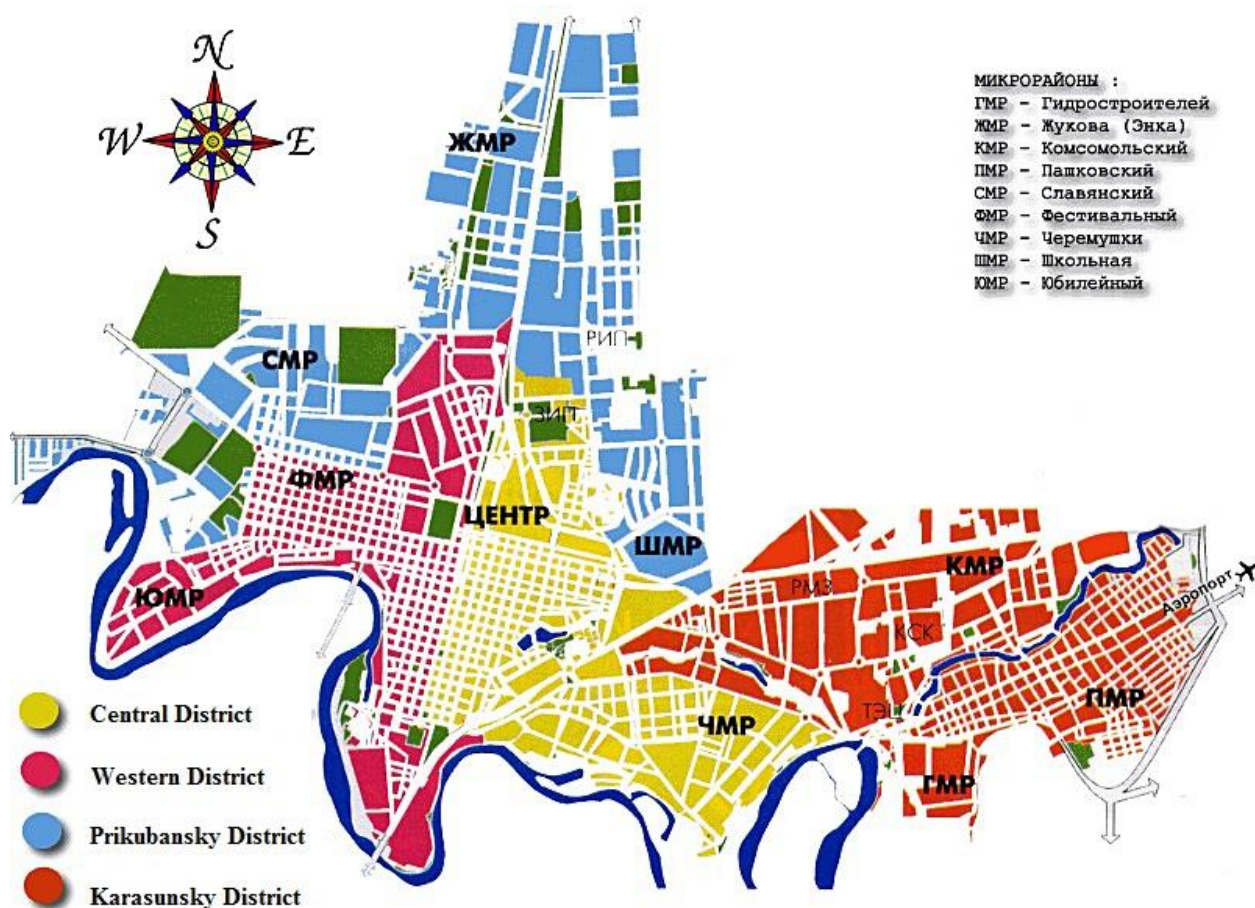 N
W
E
S
МИКРОРАЙОНЫ :
ГМР - Гидростроителей
ЖМР - Жукова (Энка)
КМР - Комсомольский
ПМР - Пашковский
СМР - Славянский
ФМР - Фестивальный
ЧМР - Черемушки
ШМР - Школьная
ЮМР - Юбилейный
ЖМР
РИП
СМР
ЗИП
ФМР
ЦЕНТР
ШМР
КМР
РМЗ
Аэропорт
ЮМР
КСК
ПМР
ТЭЦ
ЧМР
ГМР
Central District
Western District
Prikubansky District
Karasunsky District